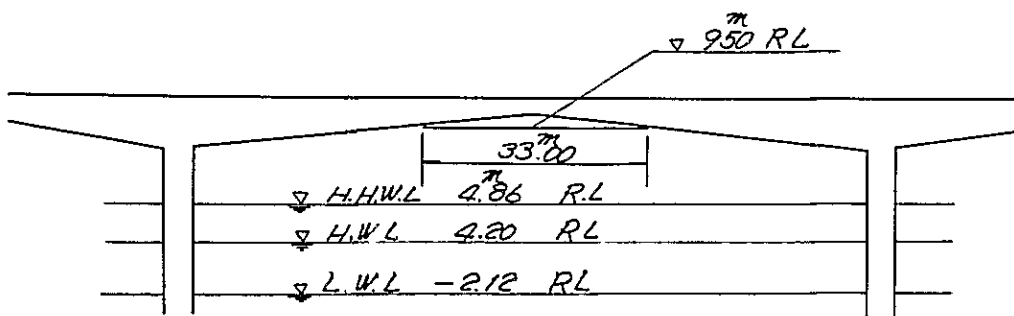 ▽ 9.50 m RL
33.00 m
▽ H.H.W.L 4.86 m R.L
▽ H.W.L 4.20 RL
▽ L.W.L -2.12 RL